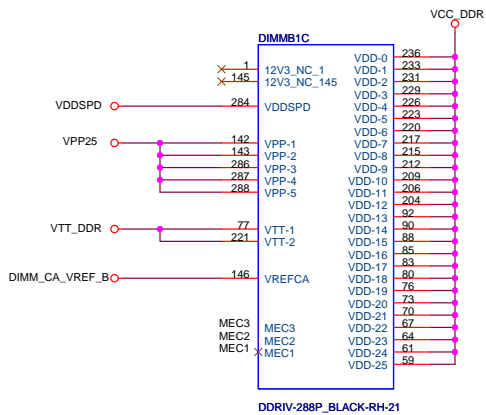 VCC_DDR
DIMMB1C
1 12V3_NC_1
145 12V3_NC_145
VDDSPD 284 VDDSPD
VPP25 142 VPP-1
143 VPP-2
286 VPP-3
287 VPP-4
288 VPP-5
VTT_DDR 77 VTT-1
221 VTT-2
DIMM_CA_VREF_B 146 VREFCA
MEC3 MEC3
MEC2 MEC2
MEC1 MEC1
VDD-0 236
VDD-1 233
VDD-2 231
VDD-3 229
VDD-4 226
VDD-5 223
VDD-6 220
VDD-7 217
VDD-8 215
VDD-9 212
VDD-10 209
VDD-11 206
VDD-12 204
VDD-13 92
VDD-14 90
VDD-15 88
VDD-16 85
VDD-17 83
VDD-18 80
VDD-19 76
VDD-20 73
VDD-21 70
VDD-22 67
VDD-23 64
VDD-24 61
VDD-25 59
DDRIV-288P_BLACK-RH-21